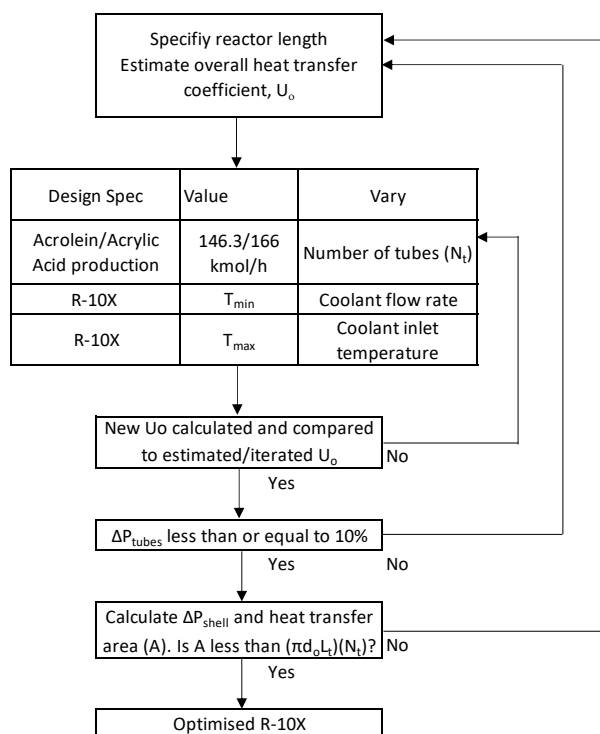 Specifiy reactor length
Estimate overall heat transfer
coefficient, Uₒ
Design Spec Value Vary
Acrolein/Acrylic
Acid production
146.3/166
kmol/h
Number of tubes (Nₜ)
R-10X Tmin Coolant flow rate
R-10X Tmax Coolant inlet
temperature
New Uo calculated and compared
to estimated/iterated Uₒ
No
Yes
ΔPtubes less than or equal to 10%
Yes No
Calculate ΔPshell and heat transfer
area (A). Is A less than (πdₒLₜ)(Nₜ)?
No
Yes
Optimised R-10X